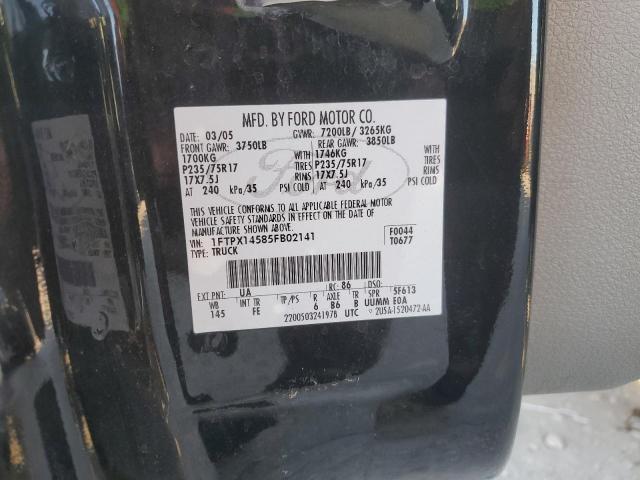 MFD. BY FORD MOTOR CO.
DATE: 03/05 GVWR: 7200LB/ 3265KG
FRONT GAWR: 3750LB REAR GAWR: 3850LB
1700KG WITH 1746KG WITH
P235/75R17 TIRES P235/75R17 TIRES
17X7.5J RIMS 17X7.5J RIMS
AT 240 kPa/35 PSI COLD AT 240 kPa/35 PSI COLD
THIS VEHICLE CONFORMS TO ALL APPLICABLE FEDERAL MOTOR
VEHICLE SAFETY STANDARDS IN EFFECT ON THE DATE OF
MANUFACTURE SHOWN ABOVE.
VIN: 1FTPX14585FB02141 F0044
TYPE: TRUCK T0677
EXT PNT: UA RC: 86 DSO:
WB INT TR TP/PS R AXLE TR SPR 5F613
145 FE 6 B6 B UUMM E0A
2200503241978 UTC 2U5A-1520472-AA
Ford